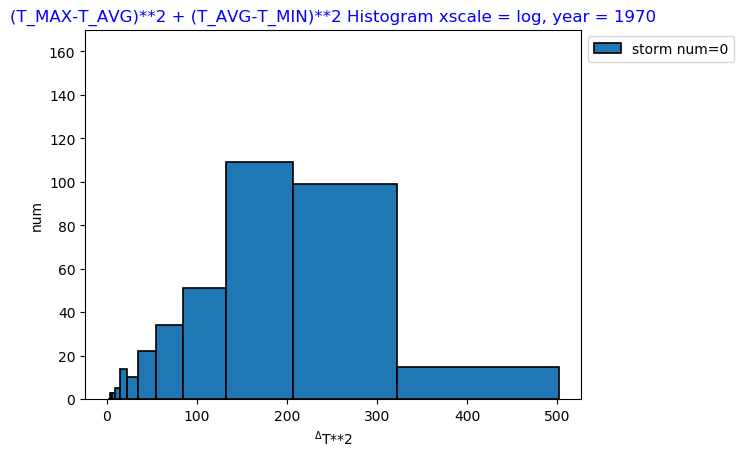 (T_MAX-T_AVG)**2 + (T_AVG-T_MIN)**2 Histogram xscale = log, year = 1970
storm num=0
160
140
120
100
80
60
40
20
0
num
0 100 200 300 400 500
ΔT**2